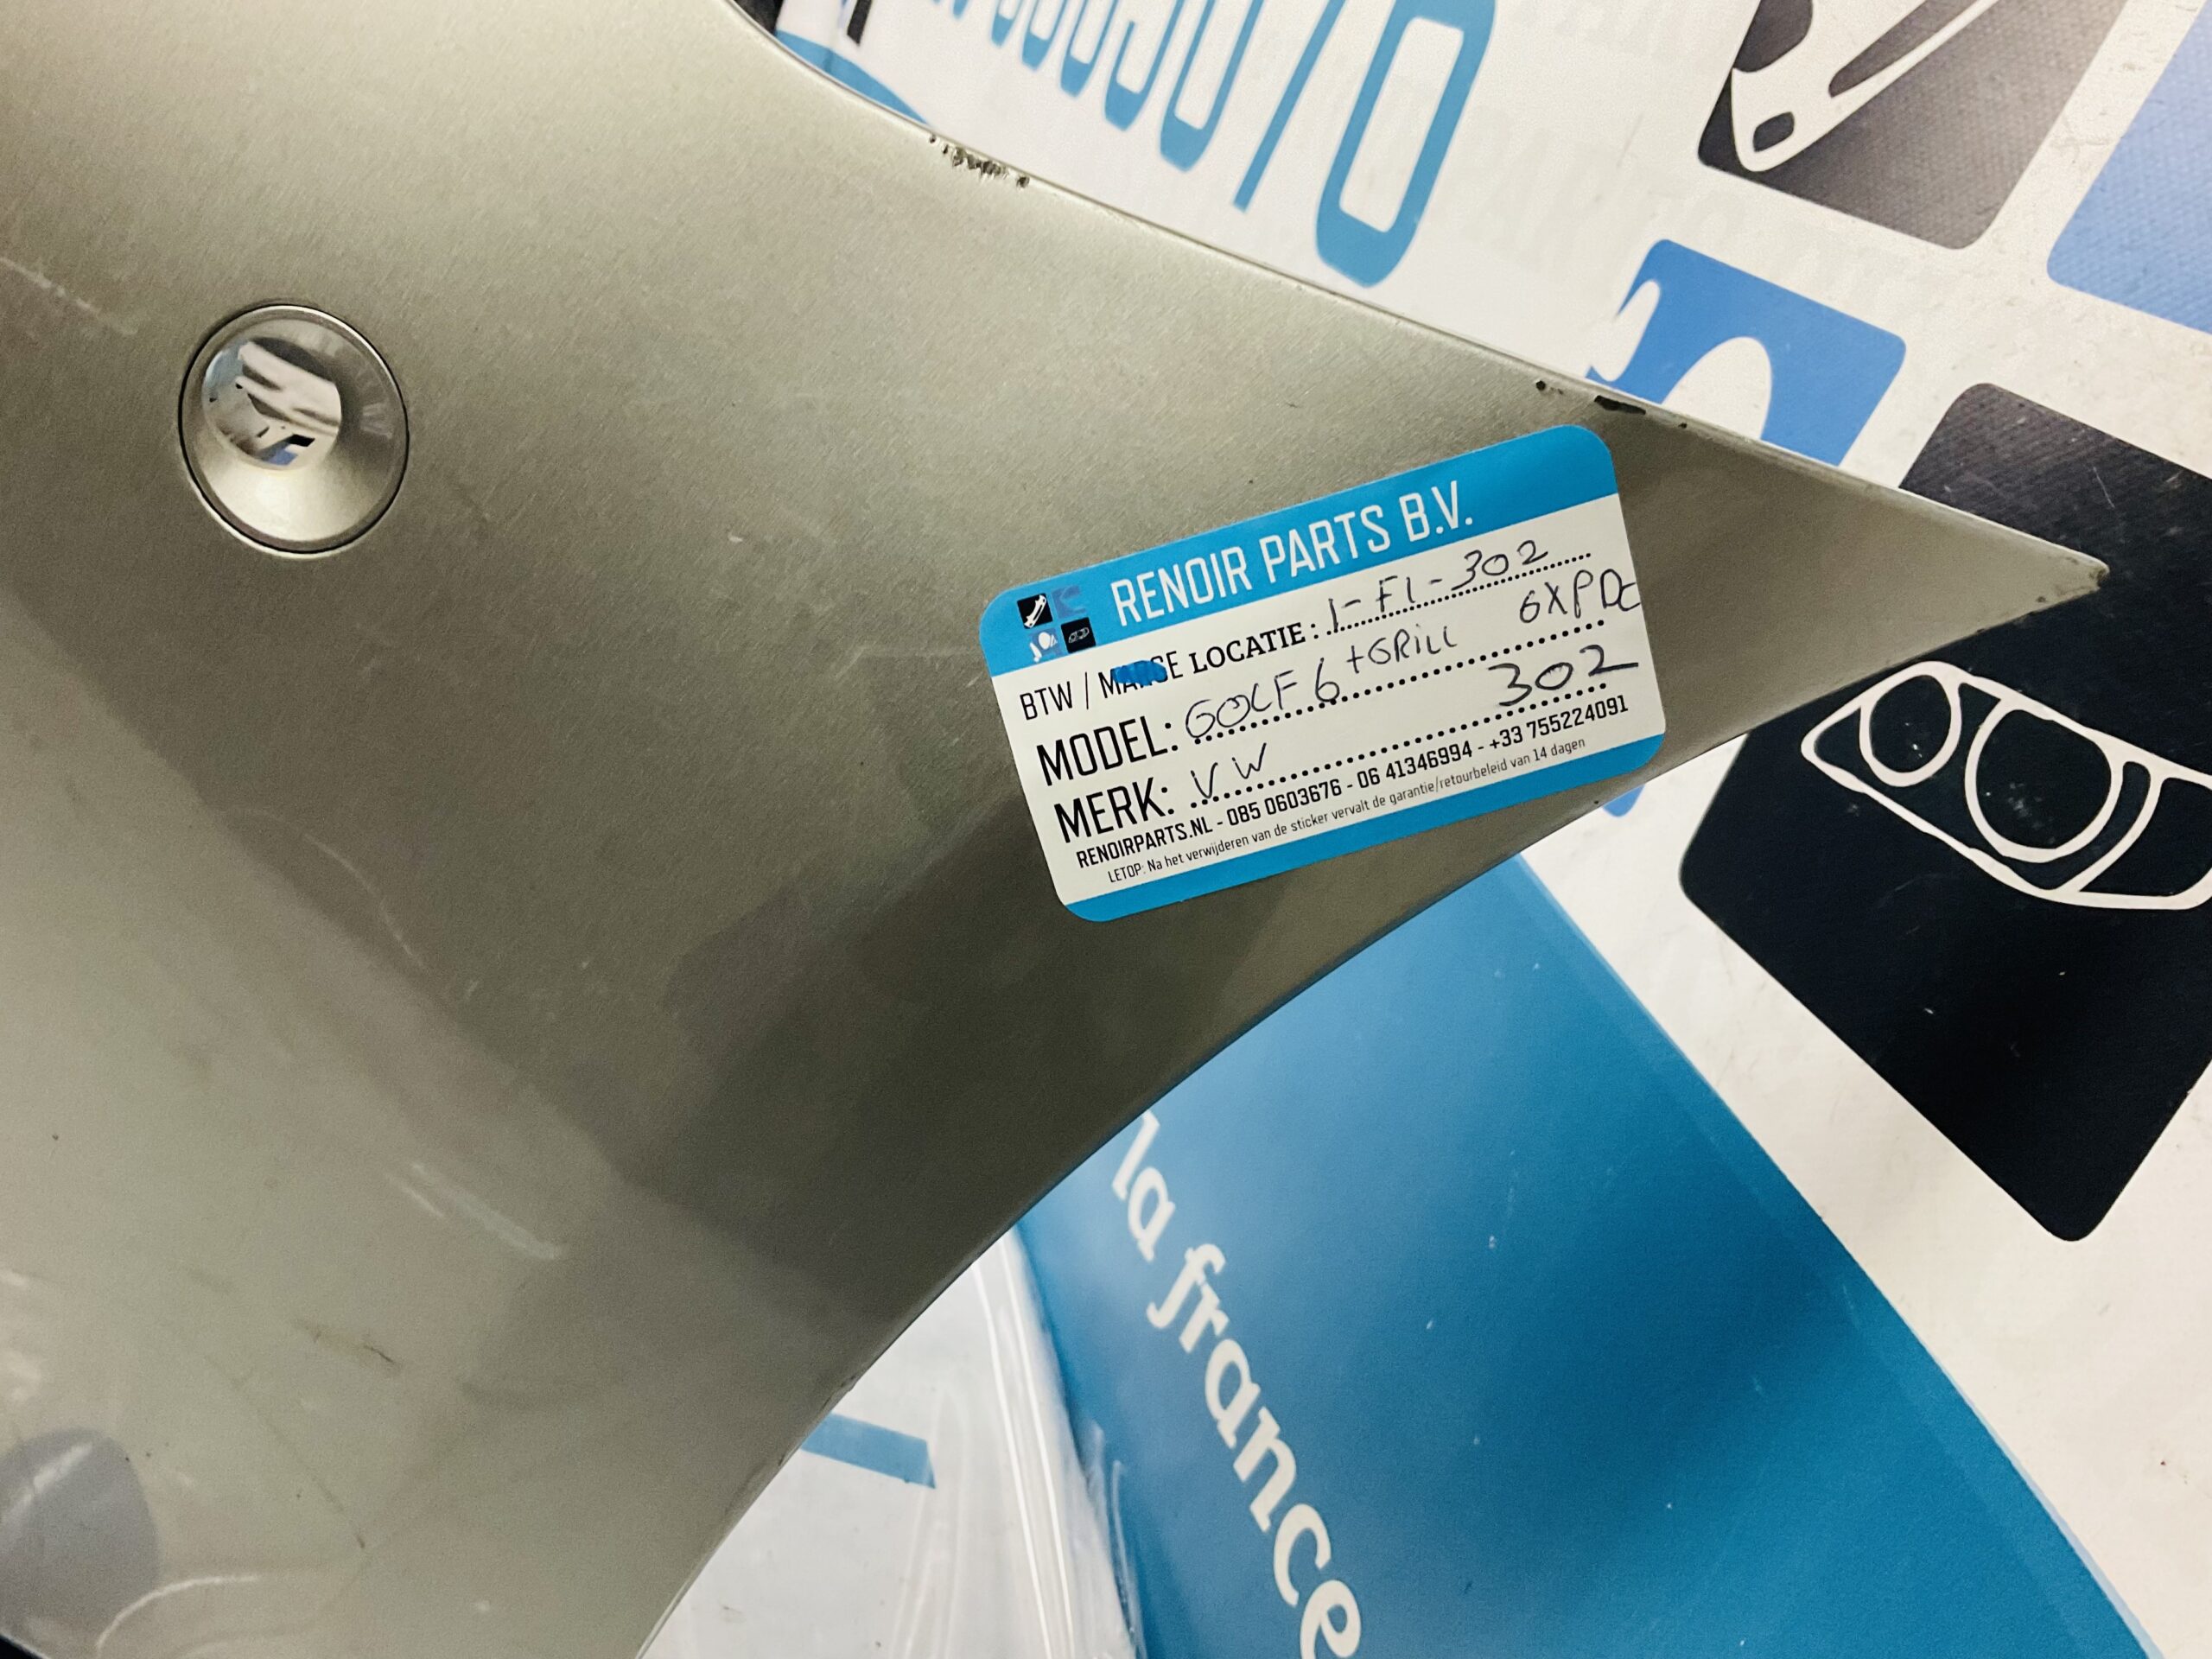 RENOIR PARTS B.V.
BTW / MARGE LOCATIE: 1-F1-302
MODEL: GOLF 6 +GRILL 6XPDC
MERK: VW 302
RENOIRPARTS.NL - 085 0603676 - 06 41346994 - +33 755224091
LETOP: Na het verwijderen van de sticker vervalt de garantie/retourbeleid van 14 dagen
la france